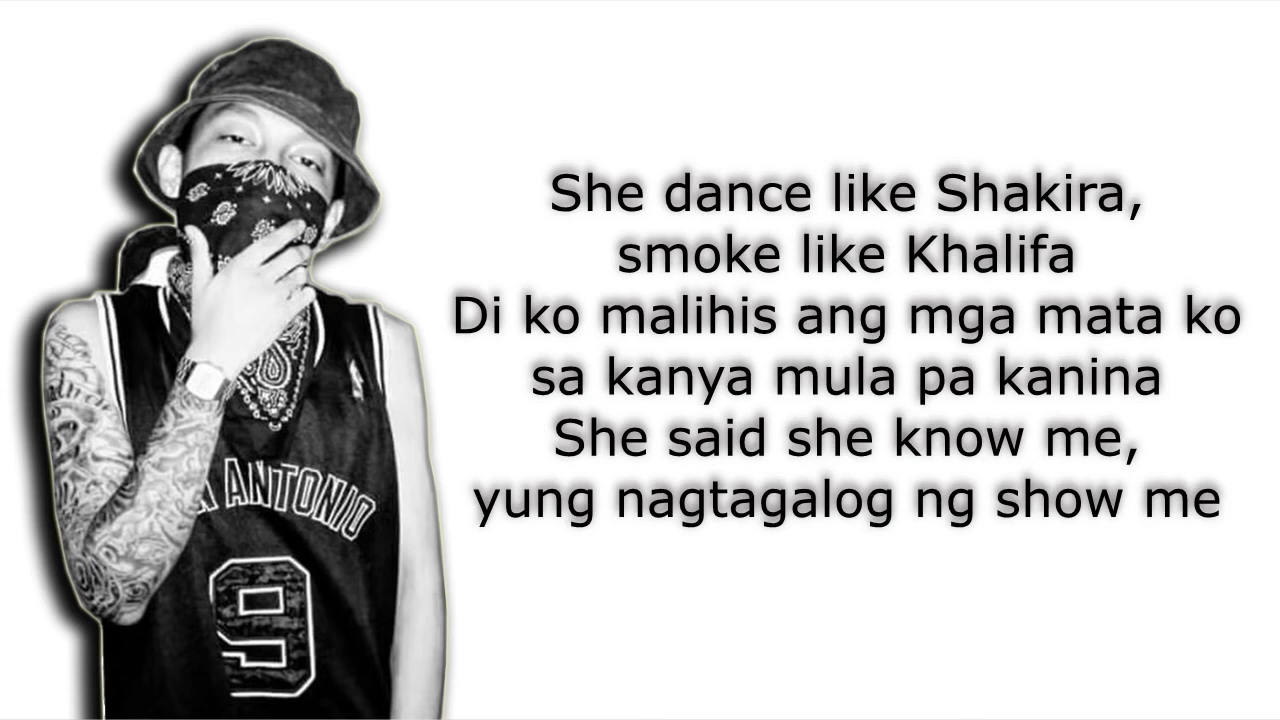 She dance like Shakira,
smoke like Khalifa
Di ko malihis ang mga mata ko
sa kanya mula pa kanina
She said she know me,
yung nagtagalog ng show me
ANTONIO
9